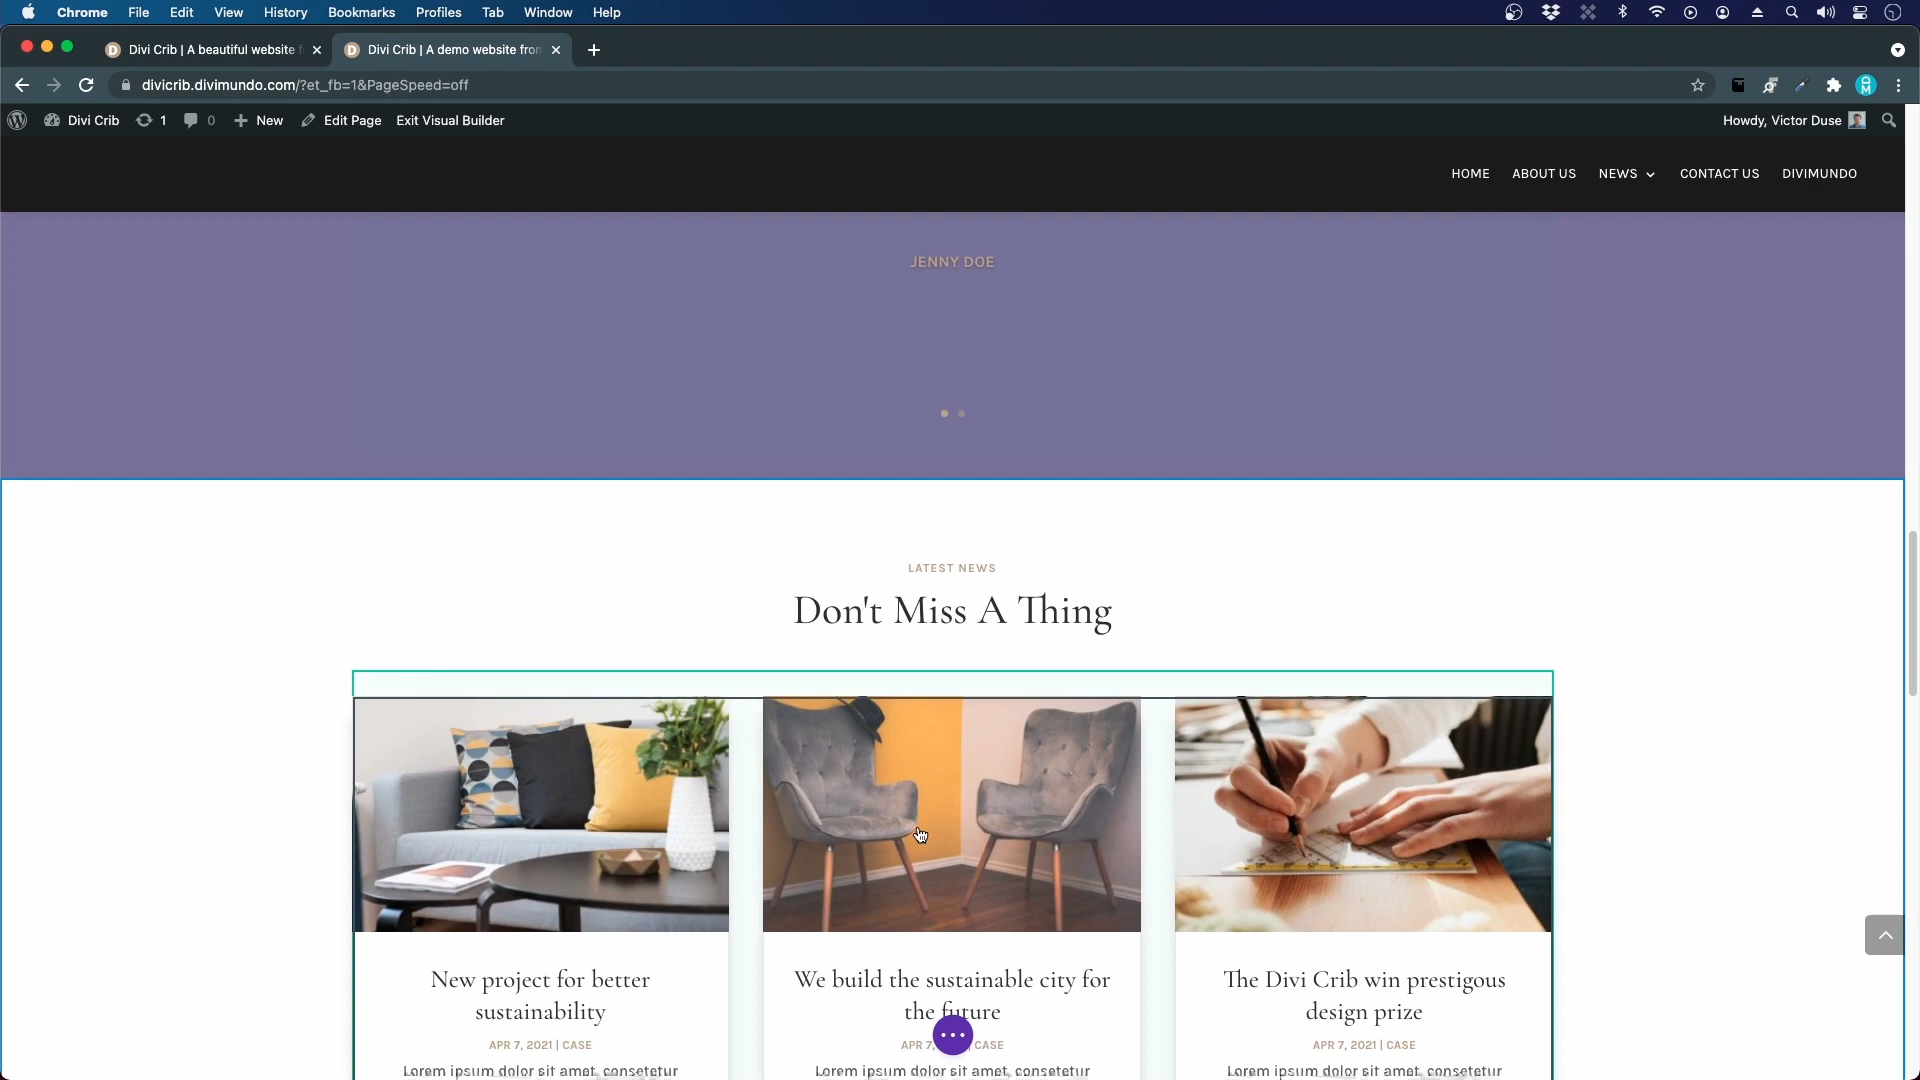 Chrome File Edit View History Bookmarks Profiles Tab Window Help
Divi Crib | A beautiful website
Divi Crib | A demo website from
divicrib.divimundo.com/?et_fb=1&PageSpeed=off
Divi Crib 1 0 New Edit Page Exit Visual Builder
Howdy, Victor Duse
HOME ABOUT US NEWS CONTACT US DIVIMUNDO
JENNY DOE
LATEST NEWS
Don't Miss A Thing
New project for better
sustainability
APR 7, 2021 | CASE
Lorem ipsum dolor sit amet, consetetur
We build the sustainable city for
the future
APR 7, CASE
Lorem ipsum dolor sit amet, consetetur
The Divi Crib win prestigous
design prize
APR 7, 2021 | CASE
Lorem ipsum dolor sit amet, consetetur